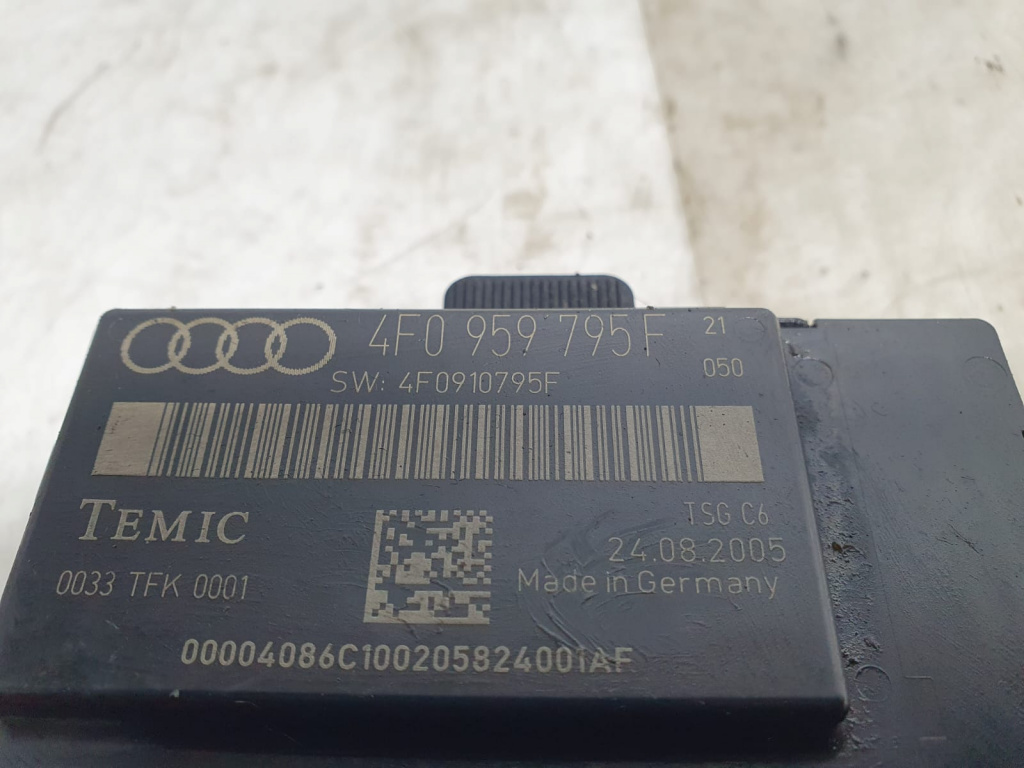 4F0 959 795 F 21
050
SW: 4F0910795F
TEMIC
TSG C6
24.08.2005
0033 TFK 0001
Made in Germany
00004086C100205824001AF